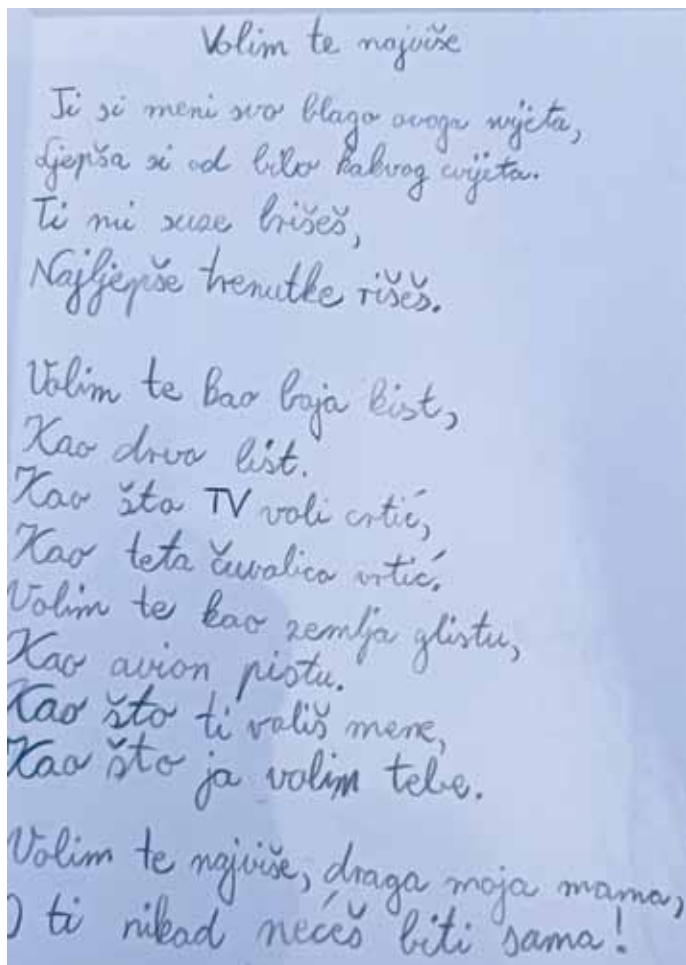 Volim te najviše
Ti si meni svo blago ovoga svijeta,
Ljepša si od bilo kakvog cvijeta.
Ti mi suze brišeš,
Najljepše trenutke rišeš.
Volim te kao boja kist,
Kao drvo list.
Kao što TV voli crtić,
Kao teta čuvalica vrtić.
Volim te kao zemlja glistu,
Kao avion pistu.
Kao što ti voliš mene,
Kao što ja volim tebe.
Volim te najviše, draga moja mama,
ti nikad nećeš biti sama!